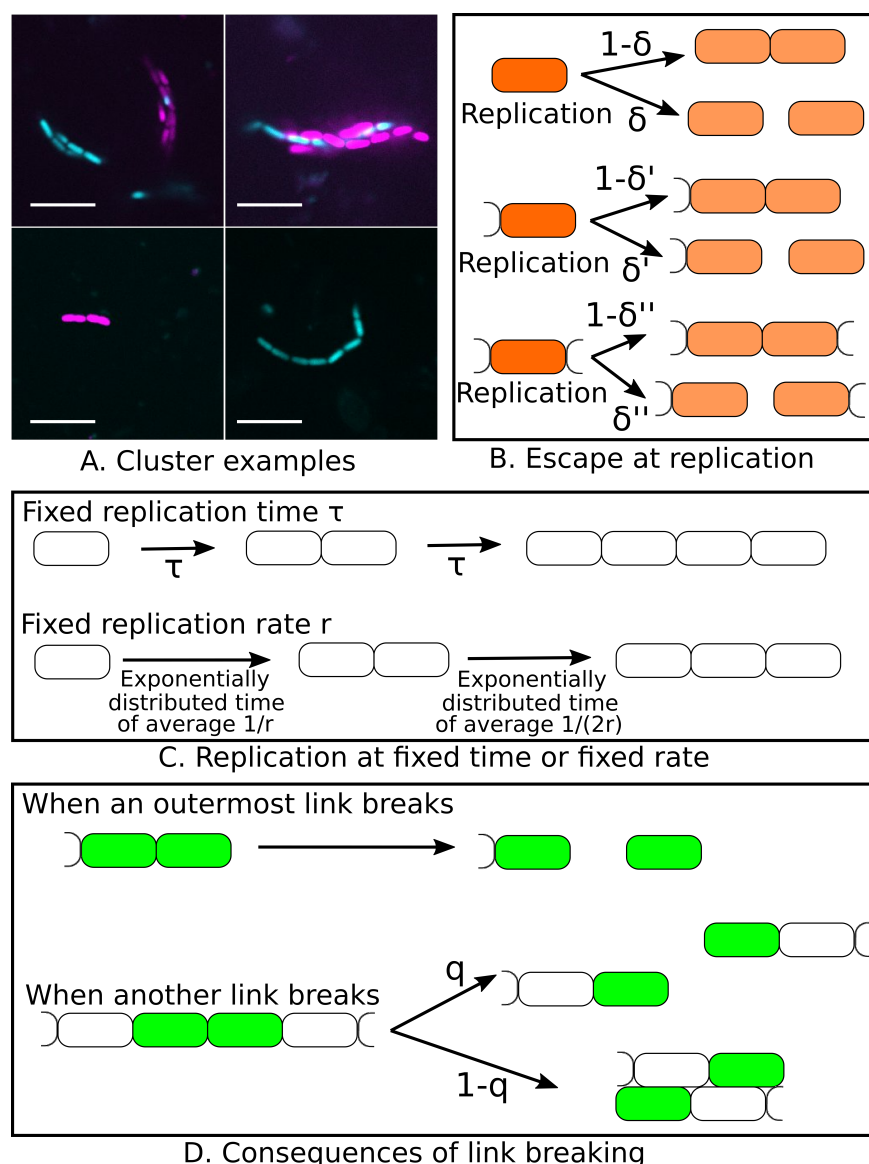 1-δ
Replication
δ
1-δ'
Replication
δ'
1-δ''
Replication
δ''
A. Cluster examples
B. Escape at replication
Fixed replication time τ
τ
τ
Fixed replication rate r
Exponentially
distributed time
of average 1/r
Exponentially
distributed time
of average 1/(2r)
C. Replication at fixed time or fixed rate
When an outermost link breaks
q
When another link breaks
1-q
D. Consequences of link breaking